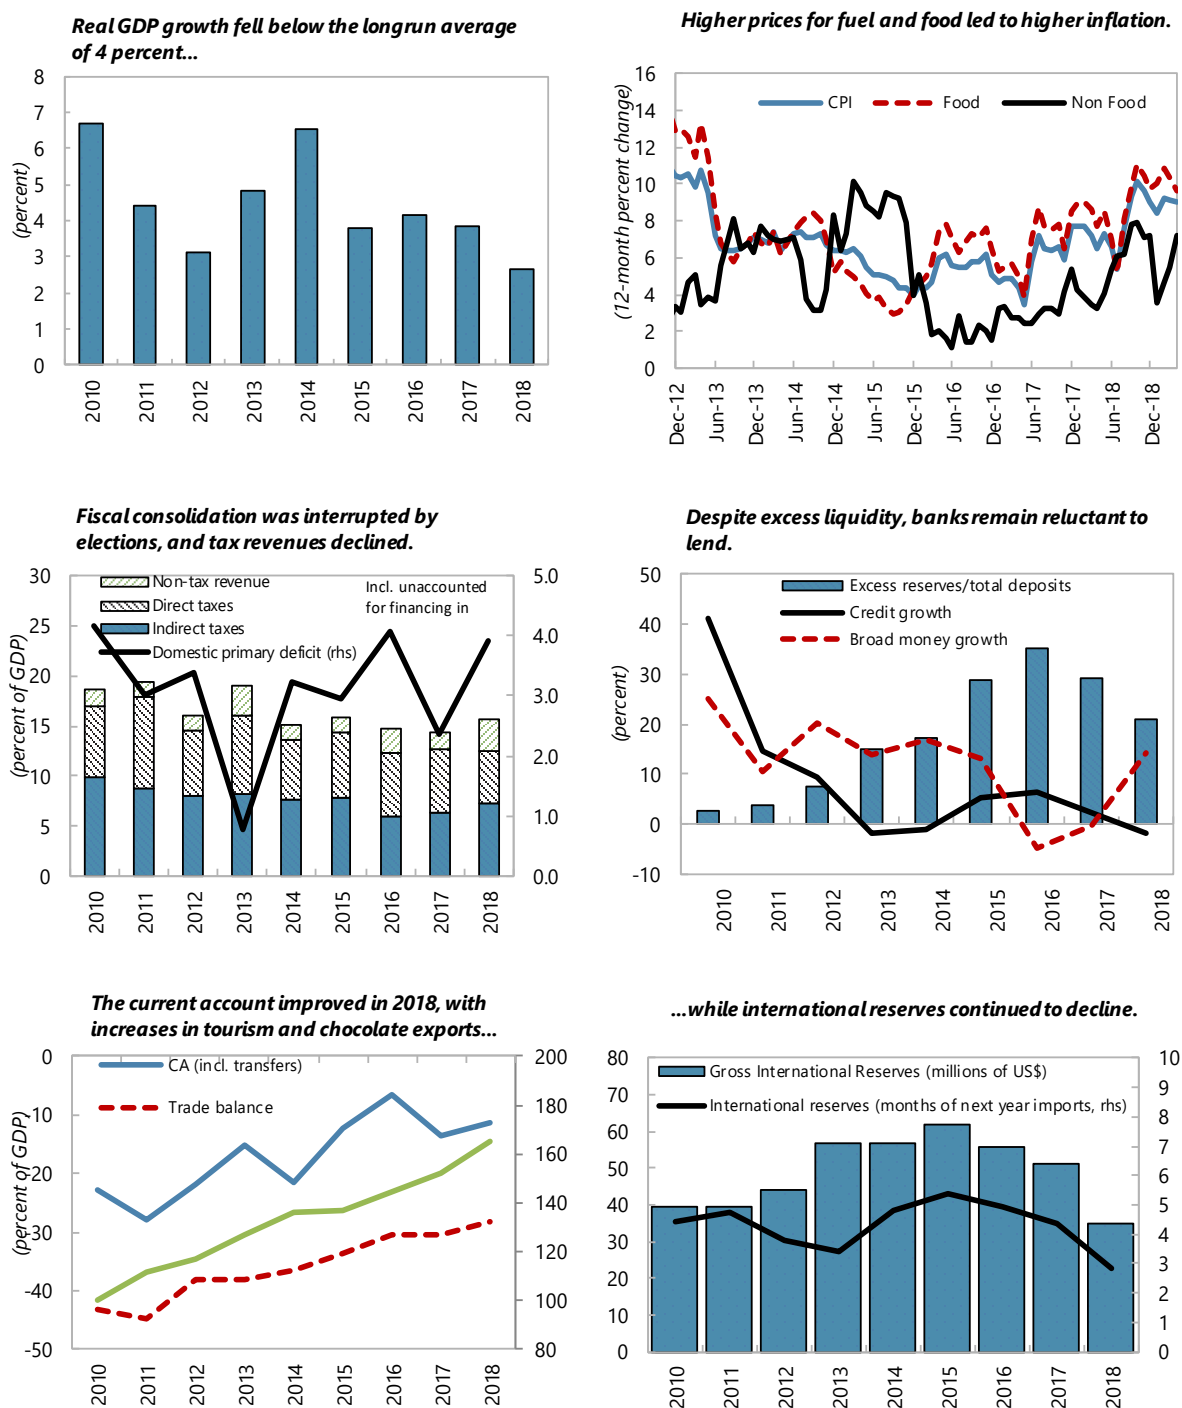 Real GDP growth fell below the longrun average
of 4 percent...
(percent)
8
7
6
5
4
3
2
1
0
2010
2011
2012
2013
2014
2015
2016
2017
2018
Higher prices for fuel and food led to higher inflation.
(12-month percent change)
16
14
12
10
8
6
4
2
0
CPI
Food
Non Food
Dec-12
Jun-13
Dec-13
Jun-14
Dec-14
Jun-15
Dec-15
Jun-16
Dec-16
Jun-17
Dec-17
Jun-18
Dec-18
Fiscal consolidation was interrupted by
elections, and tax revenues declined.
(percent of GDP)
30
25
20
15
10
5
0
Non-tax revenue
Direct taxes
Indirect taxes
Domestic primary deficit (rhs)
Incl. unaccounted
for financing in
5.0
4.0
3.0
2.0
1.0
0.0
2010
2011
2012
2013
2014
2015
2016
2017
2018
Despite excess liquidity, banks remain reluctant to
lend.
(percent)
50
40
30
20
10
0
-10
Excess reserves/total deposits
Credit growth
Broad money growth
2010
2011
2012
2013
2014
2015
2016
2017
2018
The current account improved in 2018, with
increases in tourism and chocolate exports...
(percent of GDP)
0
-10
-20
-30
-40
-50
CA (incl. transfers)
Trade balance
200
180
160
140
120
100
80
2010
2011
2012
2013
2014
2015
2016
2017
2018
...while international reserves continued to decline.
80
70
60
50
40
30
20
10
0
Gross International Reserves (millions of US$)
International reserves (months of next year imports, rhs)
10
9
8
7
6
5
4
3
2
1
0
2010
2011
2012
2013
2014
2015
2016
2017
2018